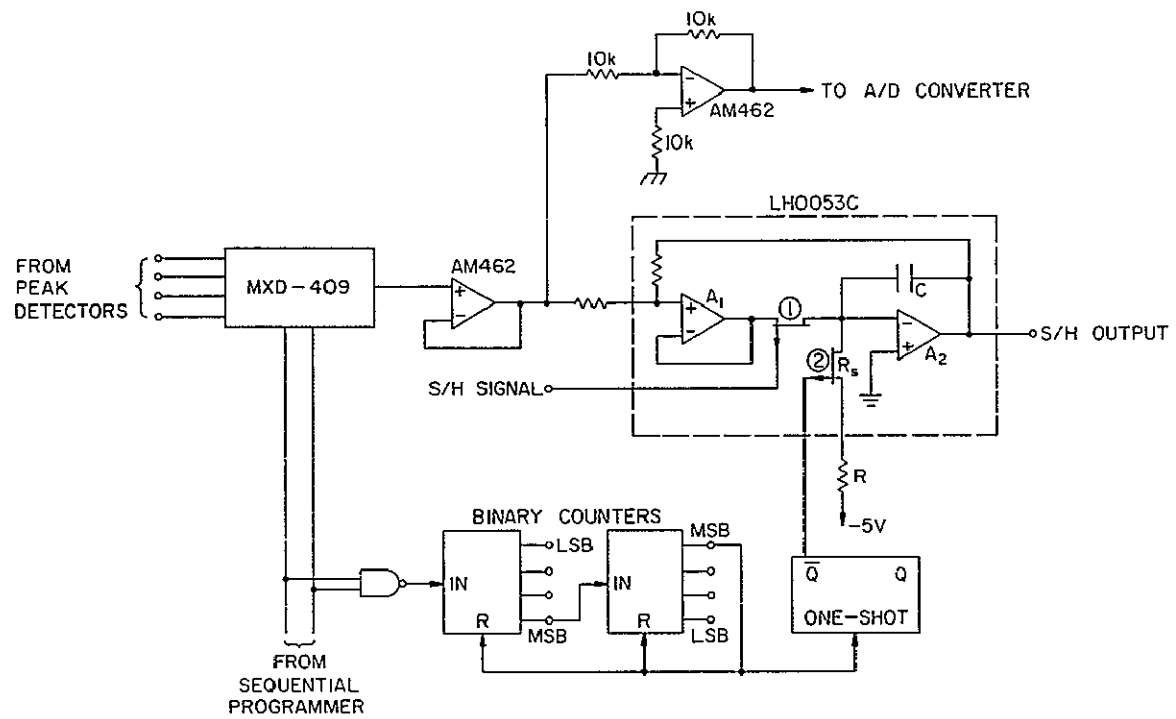 10k
10k
AM462
10k
TO A/D CONVERTER
LH0053C
FROM
PEAK
DETECTORS
MXD-409
AM462
A1
①
C
A2
S/H OUTPUT
S/H SIGNAL
②
Rs
R
-5V
BINARY COUNTERS
LSB
MSB
IN
R
MSB
IN
R
LSB
Q̅
Q
ONE-SHOT
FROM
SEQUENTIAL
PROGRAMMER